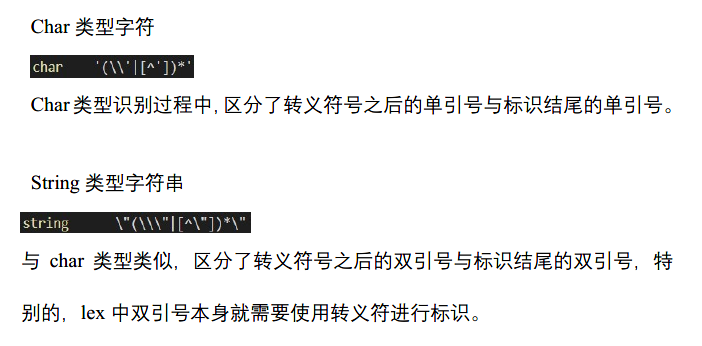 Char 类型字符
char    '(\\'|[^'])*'
Char 类型识别过程中，区分了转义符号之后的单引号与标识结尾的单引号。
String 类型字符串
string      \"(\\\"|[^\"])*\"
与 char 类型类似，区分了转义符号之后的双引号与标识结尾的双引号，特
别的，lex 中双引号本身就需要使用转义符进行标识。